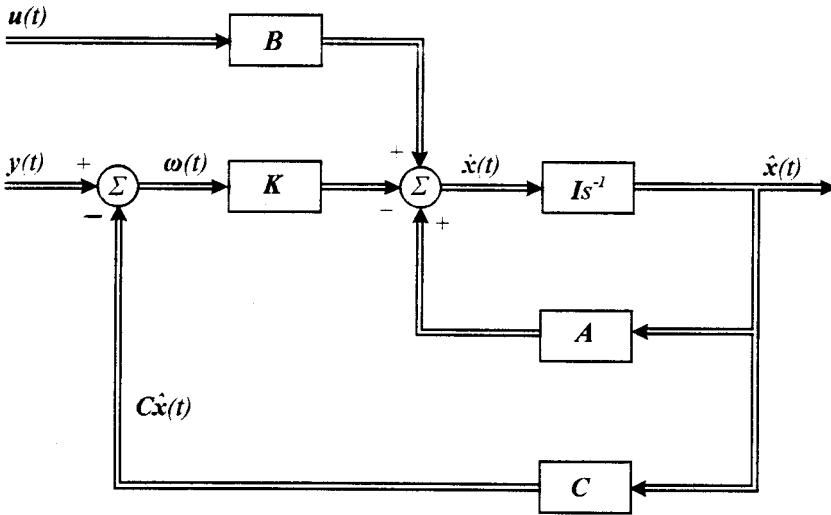 u(t)
B
y(t)
+
Σ
−
ω(t)
K
+
−
Σ
+
ẋ(t)
Is⁻¹
x̂(t)
A
Cx̂(t)
C